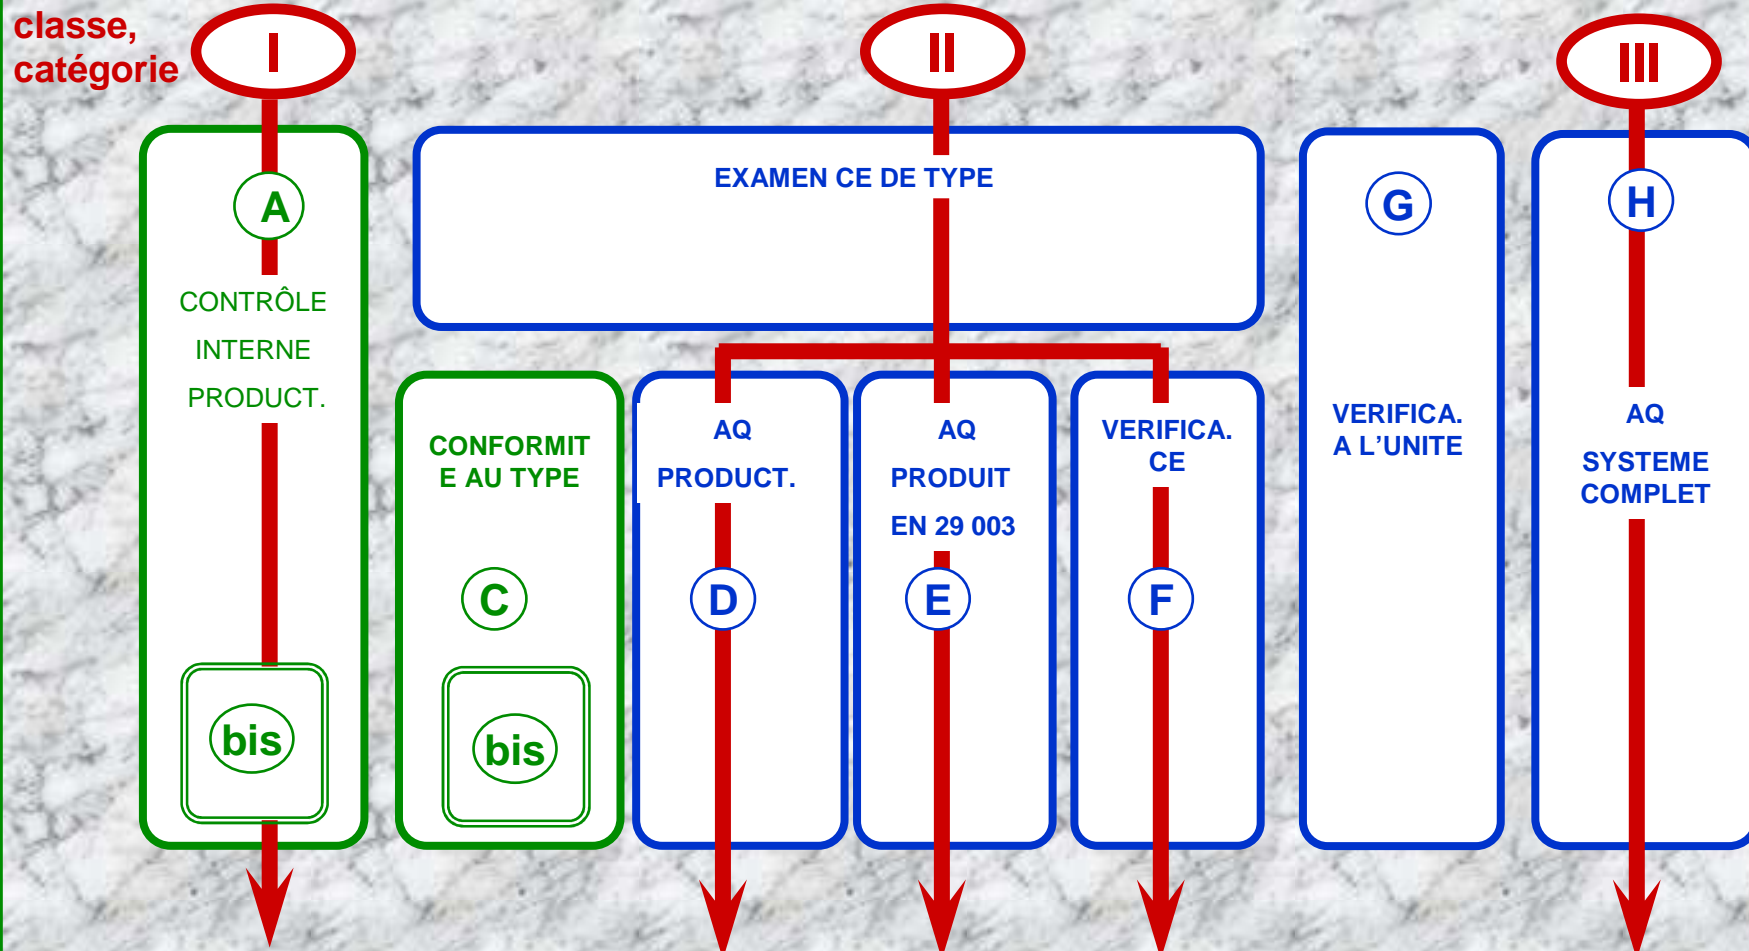 classe,
catégorie
I
II
III
A
CONTRÔLE
INTERNE
PRODUCT.
bis
EXAMEN CE DE TYPE
CONFORMIT
E AU TYPE
C
bis
AQ
PRODUCT.
D
AQ
PRODUIT
EN 29 003
E
VERIFICA.
CE
F
G
VERIFICA.
A L’UNITE
H
AQ
SYSTEME
COMPLET